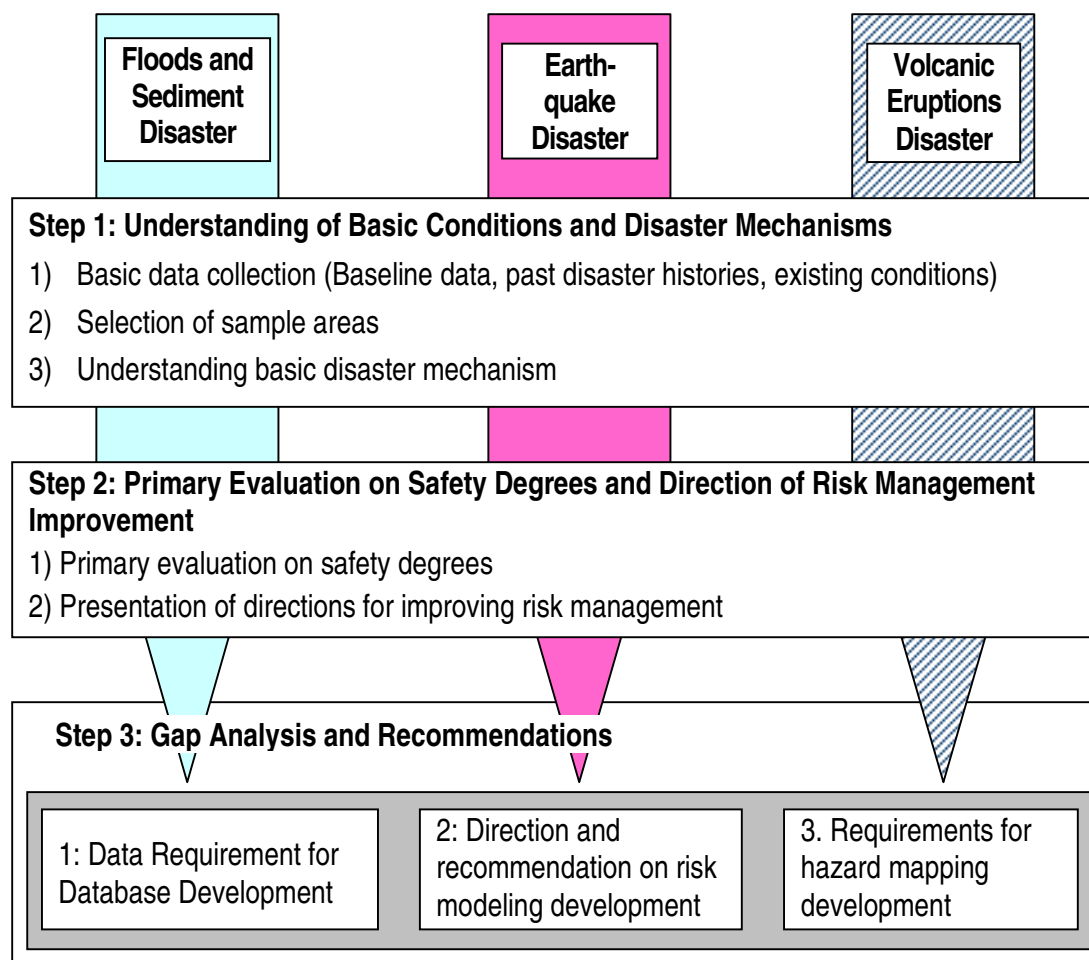 Floods and
Sediment
Disaster
Earth-
quake
Disaster
Volcanic
Eruptions
Disaster
Step 1: Understanding of Basic Conditions and Disaster Mechanisms
1) Basic data collection (Baseline data, past disaster histories, existing conditions)
2) Selection of sample areas
3) Understanding basic disaster mechanism
Step 2: Primary Evaluation on Safety Degrees and Direction of Risk Management
Improvement
1) Primary evaluation on safety degrees
2) Presentation of directions for improving risk management
Step 3: Gap Analysis and Recommendations
1: Data Requirement for
Database Development
2: Direction and
recommendation on risk
modeling development
3. Requirements for
hazard mapping
development